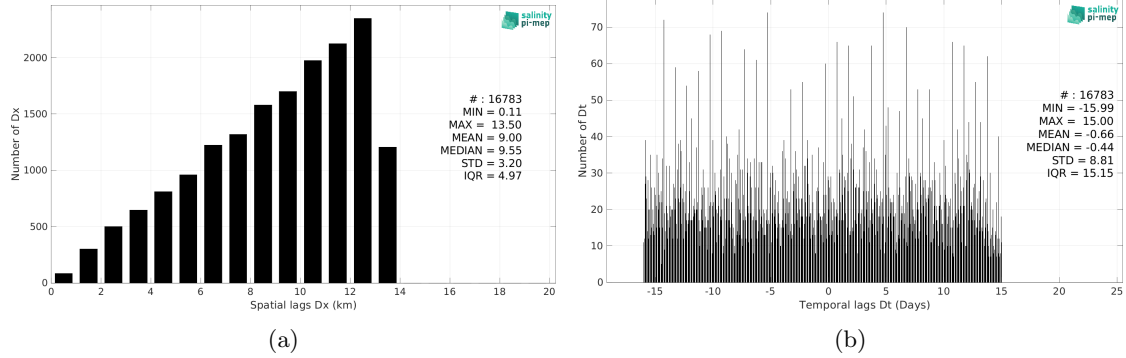 salinity
pi-mep
2000
1500
1000
500
0
Number of Dx
# : 16783
MIN = 0.11
MAX = 13.50
MEAN = 9.00
MEDIAN = 9.55
STD = 3.20
IQR = 4.97
0 2 4 6 8 10 12 14 16 18 20
Spatial lags Dx (km)
(a)
salinity
pi-mep
70
60
50
40
30
20
10
0
Number of Dt
# : 16783
MIN = -15.99
MAX = 15.00
MEAN = -0.66
MEDIAN = -0.44
STD = 8.81
IQR = 15.15
-15 -10 -5 0 5 10 15 20 25
Temporal lags Dt (Days)
(b)